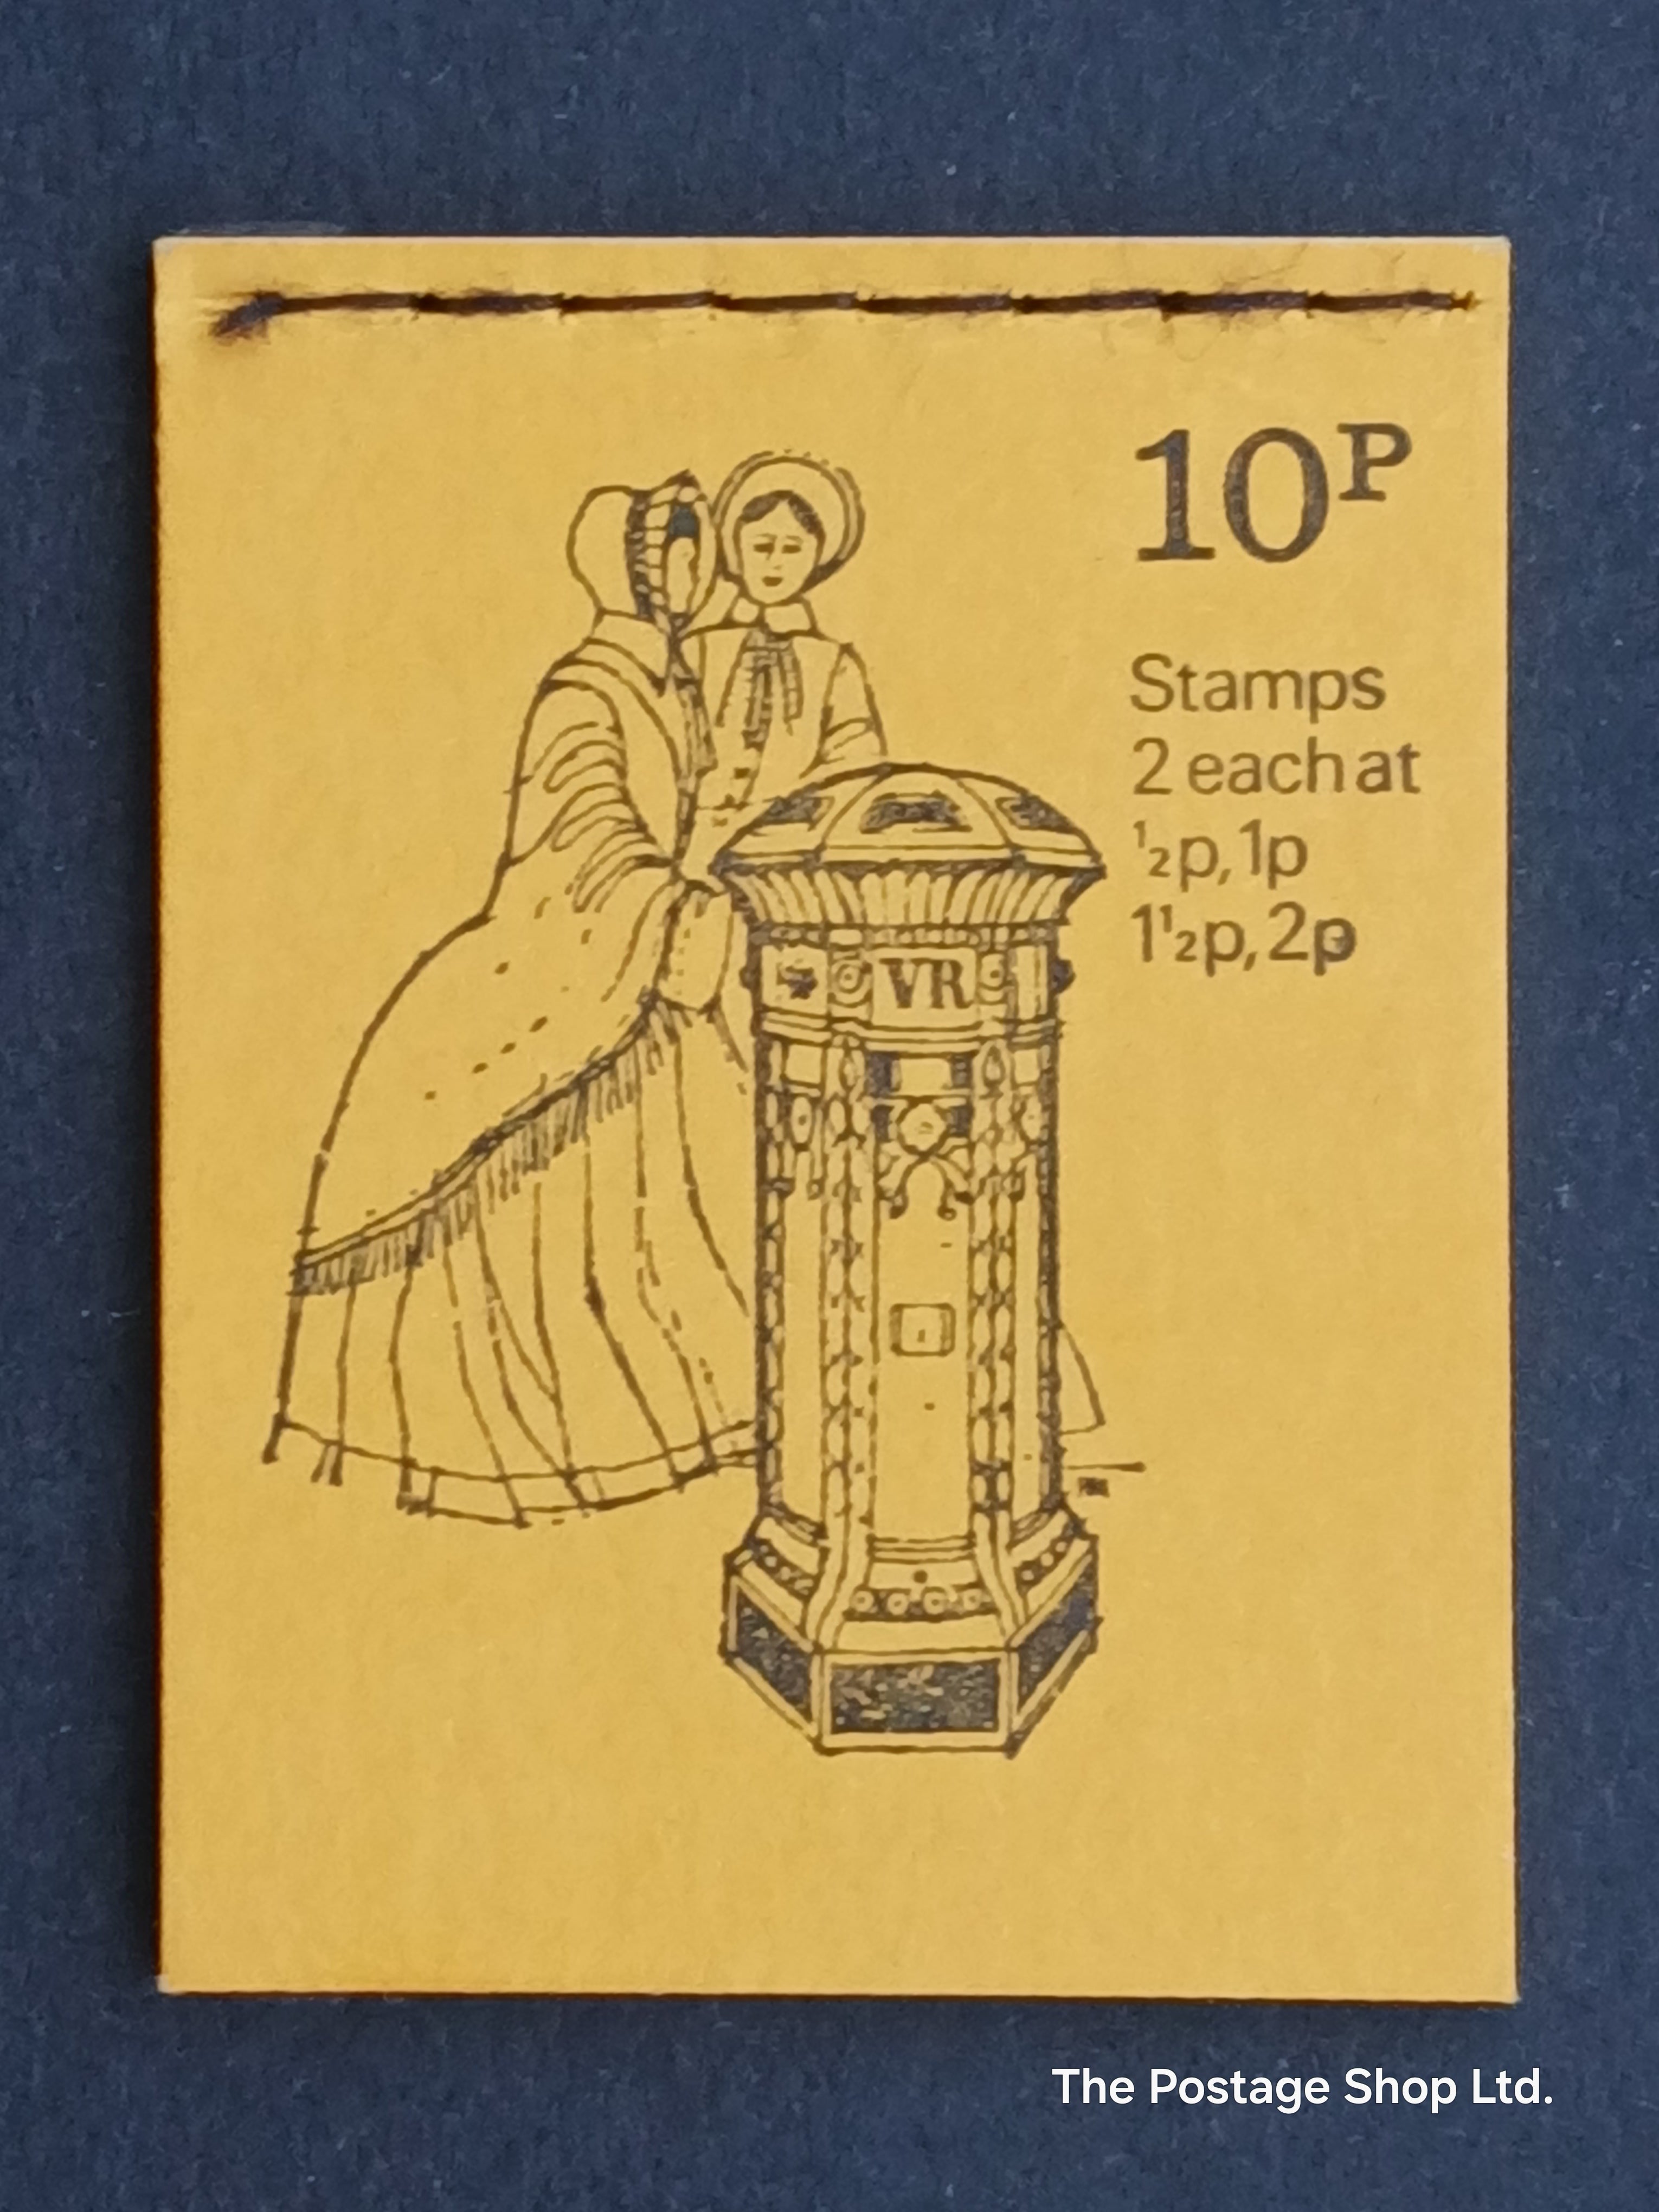 10P
Stamps
2 each at
½p, 1p
1½p, 2p
VR
The Postage Shop Ltd.